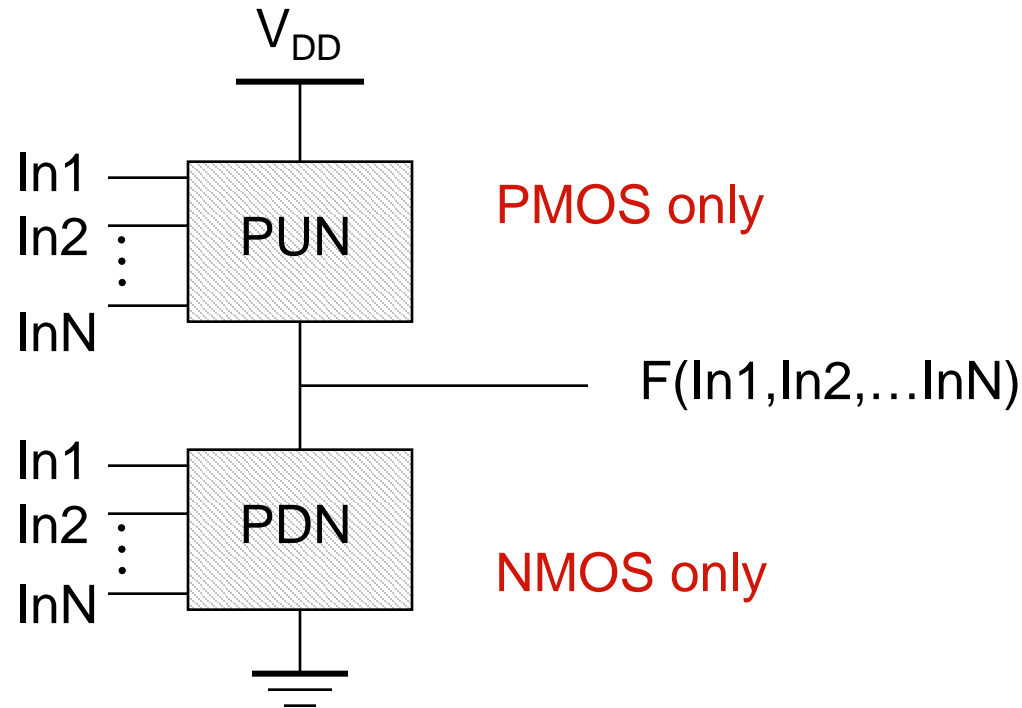 VDD
In1
In2
InN
PUN
PMOS only
F(In1,In2,...InN)
In1
In2
InN
PDN
NMOS only